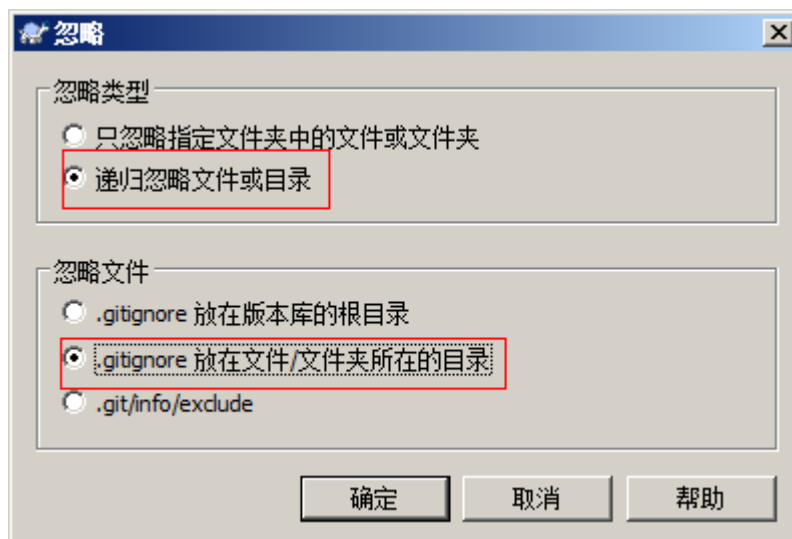 忽略
忽略类型
只忽略指定文件夹中的文件或文件夹
递归忽略文件或目录
忽略文件
.gitignore 放在版本库的根目录
.gitignore 放在文件/文件夹所在的目录
.git/info/exclude
确定 取消 帮助